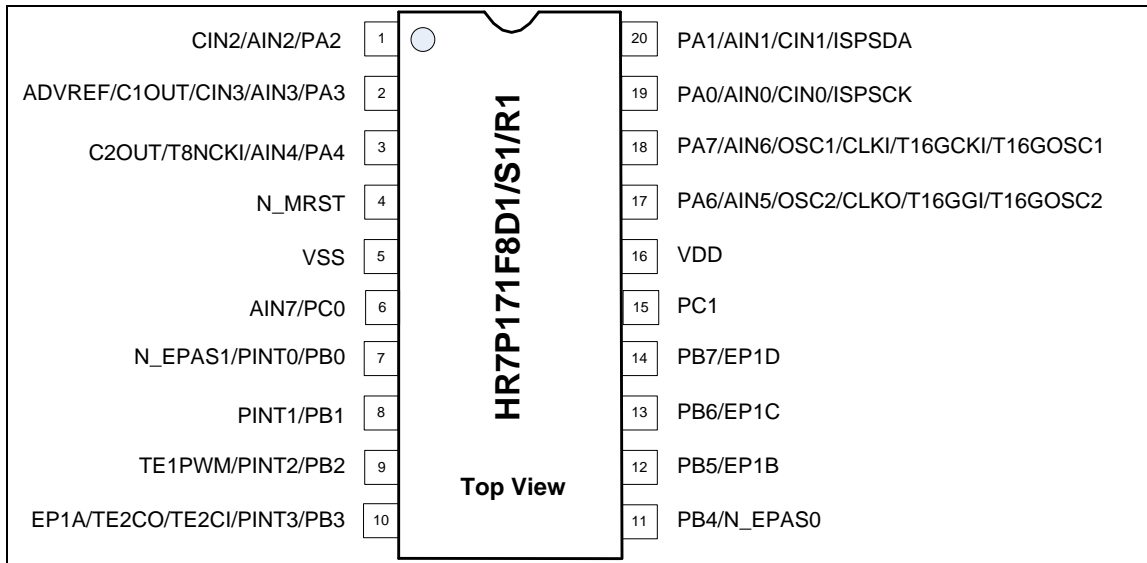 CIN2/AIN2/PA2 1
ADVREF/C1OUT/CIN3/AIN3/PA3 2
C2OUT/T8NCKI/AIN4/PA4 3
N_MRST 4
VSS 5
AIN7/PC0 6
N_EPAS1/PINT0/PB0 7
PINT1/PB1 8
TE1PWM/PINT2/PB2 9
EP1A/TE2CO/TE2CI/PINT3/PB3 10
HR7P171F8D1/S1/R1
Top View
20 PA1/AIN1/CIN1/ISPSDA
19 PA0/AIN0/CIN0/ISPSCK
18 PA7/AIN6/OSC1/CLKI/T16GCKI/T16GOSC1
17 PA6/AIN5/OSC2/CLKO/T16GGI/T16GOSC2
16 VDD
15 PC1
14 PB7/EP1D
13 PB6/EP1C
12 PB5/EP1B
11 PB4/N_EPAS0